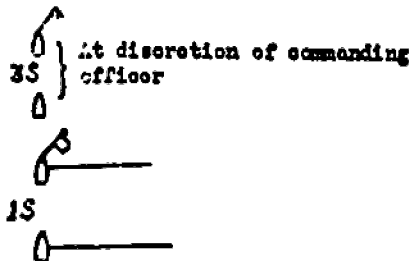 At discretion of commanding
3S officer
1S